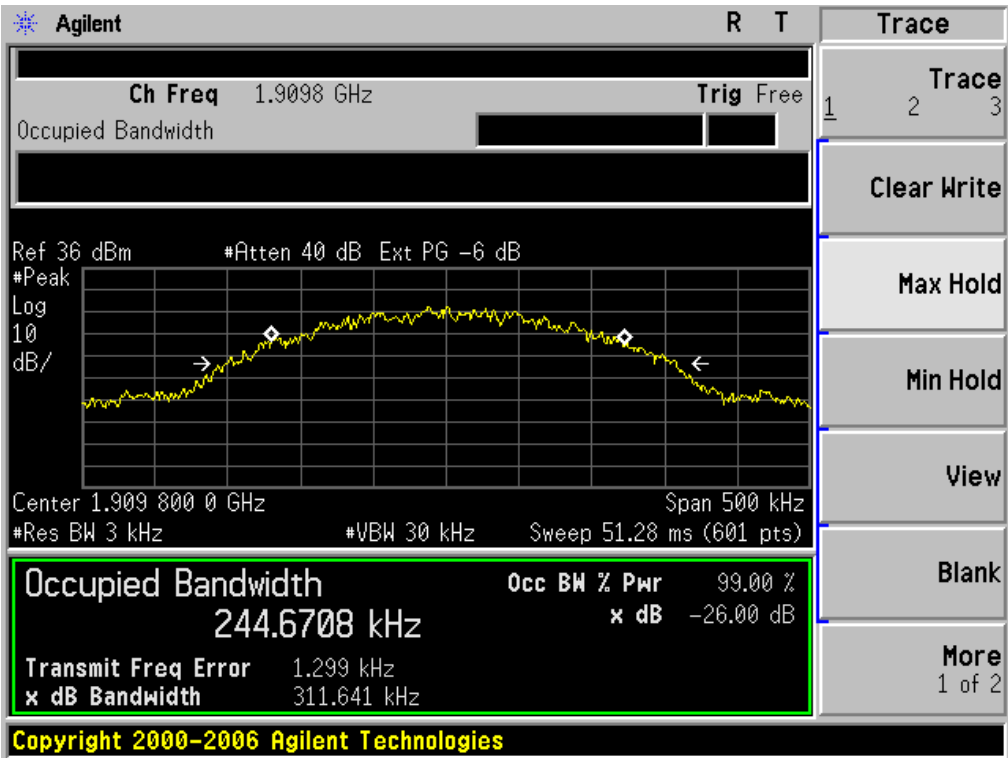 Agilent R T Trace
Ch Freq 1.9098 GHz Trig Free
Occupied Bandwidth
Trace
1 2 3
Clear Write
Max Hold
Min Hold
View
Blank
More
1 of 2
Ref 36 dBm #Atten 40 dB Ext PG -6 dB
#Peak
Log
10
dB/
Center 1.909 800 0 GHz Span 500 kHz
#Res BW 3 kHz #VBW 30 kHz Sweep 51.28 ms (601 pts)
Occupied Bandwidth Occ BW % Pwr 99.00 %
244.6708 kHz x dB -26.00 dB
Transmit Freq Error 1.299 kHz
x dB Bandwidth 311.641 kHz
Copyright 2000-2006 Agilent Technologies